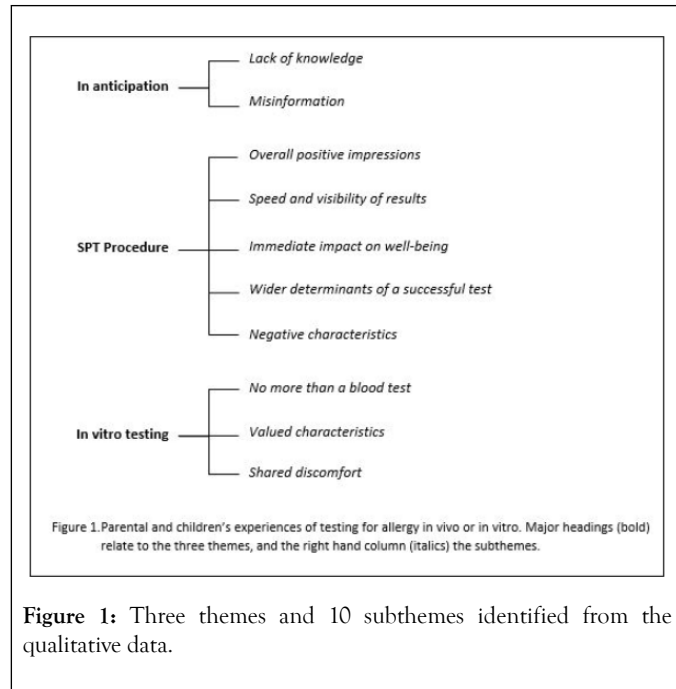 Lack of knowledge
In anticipation
Misinformation
Overall positive impressions
Speed and visibility of results
SPT Procedure
Immediate impact on well-being
Wider determinants of a successful test
Negative characteristics
No more than a blood test
In vitro testing
Valued characteristics
Shared discomfort
Figure 1.Parental and children's experiences of testing for allergy in vivo or in vitro. Major headings (bold)
relate to the three themes, and the right hand column (italics) the subthemes.
Figure 1: Three themes and 10 subthemes identified from the
qualitative data.